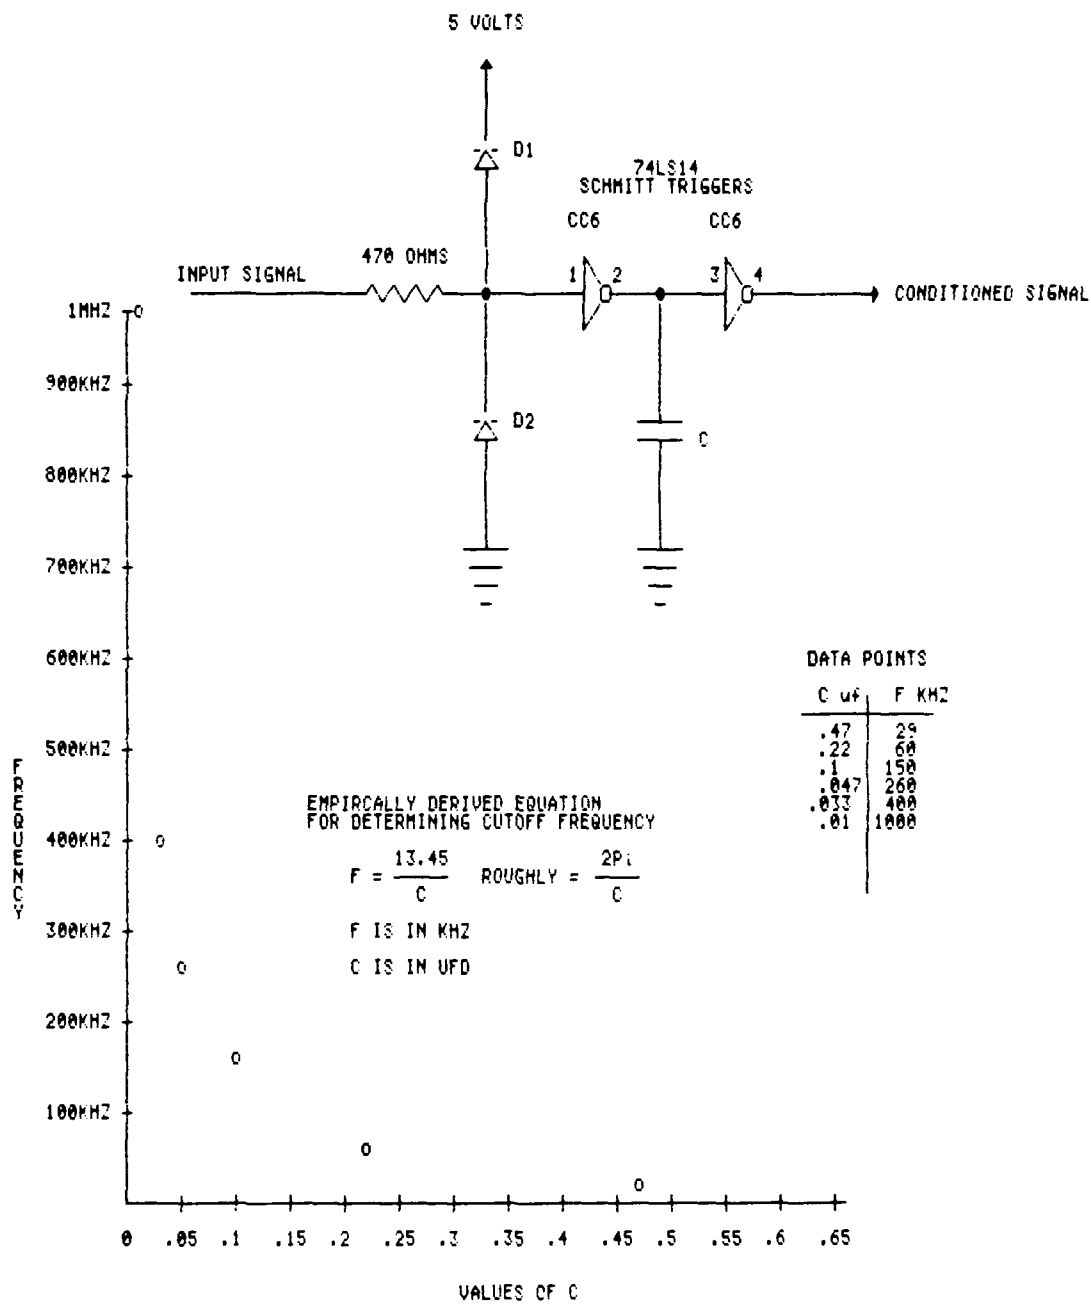 5 VOLTS
D1
74LS14
SCHMITT TRIGGERS
CC6 CC6
470 OHMS
INPUT SIGNAL
1 2 3 4
CONDITIONED SIGNAL
D2
C
1MHZ
900KHZ
800KHZ
700KHZ
600KHZ
500KHZ
400KHZ
300KHZ
200KHZ
100KHZ
FREQUENCY
DATA POINTS
C uf F KHZ
.47 29
.22 60
.1 150
.047 260
.033 400
.01 1000
EMPIRCALLY DERIVED EQUATION
FOR DETERMINING CUTOFF FREQUENCY
F = 13.45 / C ROUGHLY = 2Pi / C
F IS IN KHZ
C IS IN UFD
0 .05 .1 .15 .2 .25 .3 .35 .4 .45 .5 .55 .6 .65
VALUES OF C